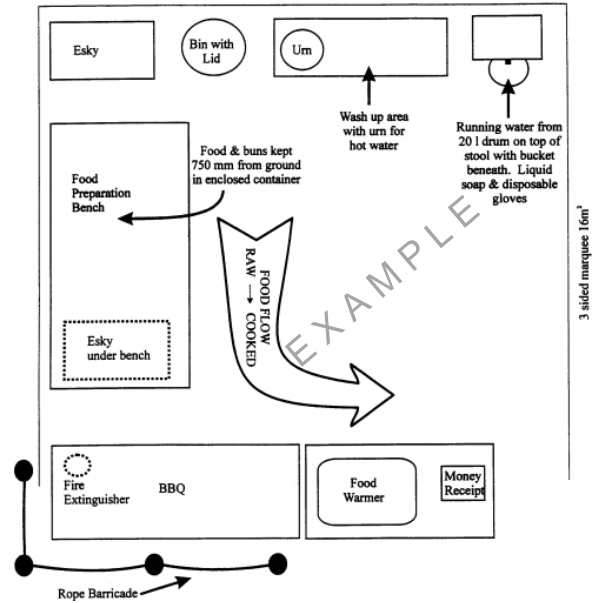 Esky
Bin with
Lid
Urn
Wash up area
with urn for
hot water
Running water from
20 l drum on top of
stool with bucket
beneath. Liquid
soap & disposable
gloves
Food & buns kept
750 mm from ground
in enclosed container
Food
Preparation
Bench
Esky
under bench
FOOD FLOW
RAW → COOKED
EXAMPLE
3 sided marquee 16m²
Fire
Extinguisher
BBQ
Food
Warmer
Money
Receipt
Rope Barricade